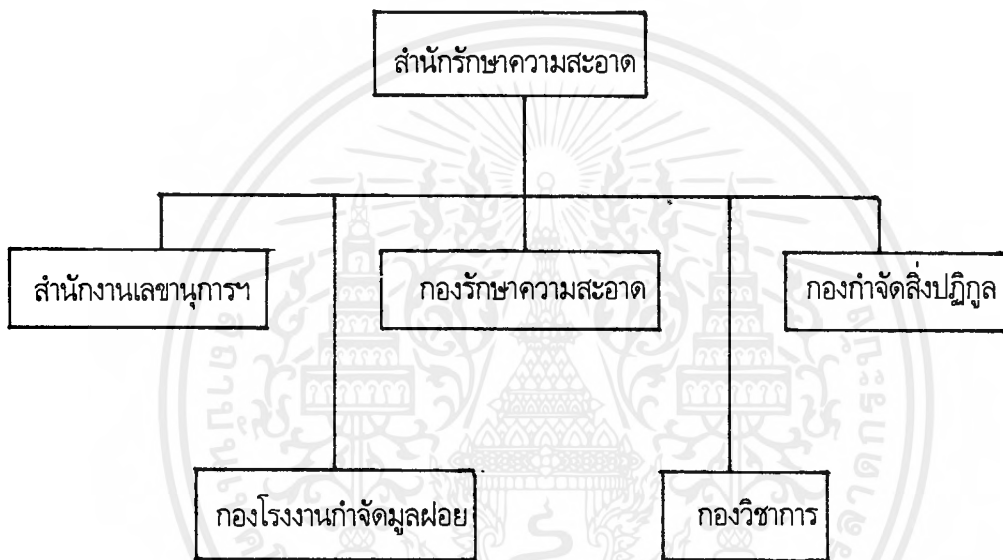 สำนักรักษาความสะอาด
สำนักงานเลขานุการฯ
กองรักษาความสะอาด
กองกำจัดสิ่งปฏิกูล
กองโรงงานกำจัดมูลฝอย
กองวิชาการ